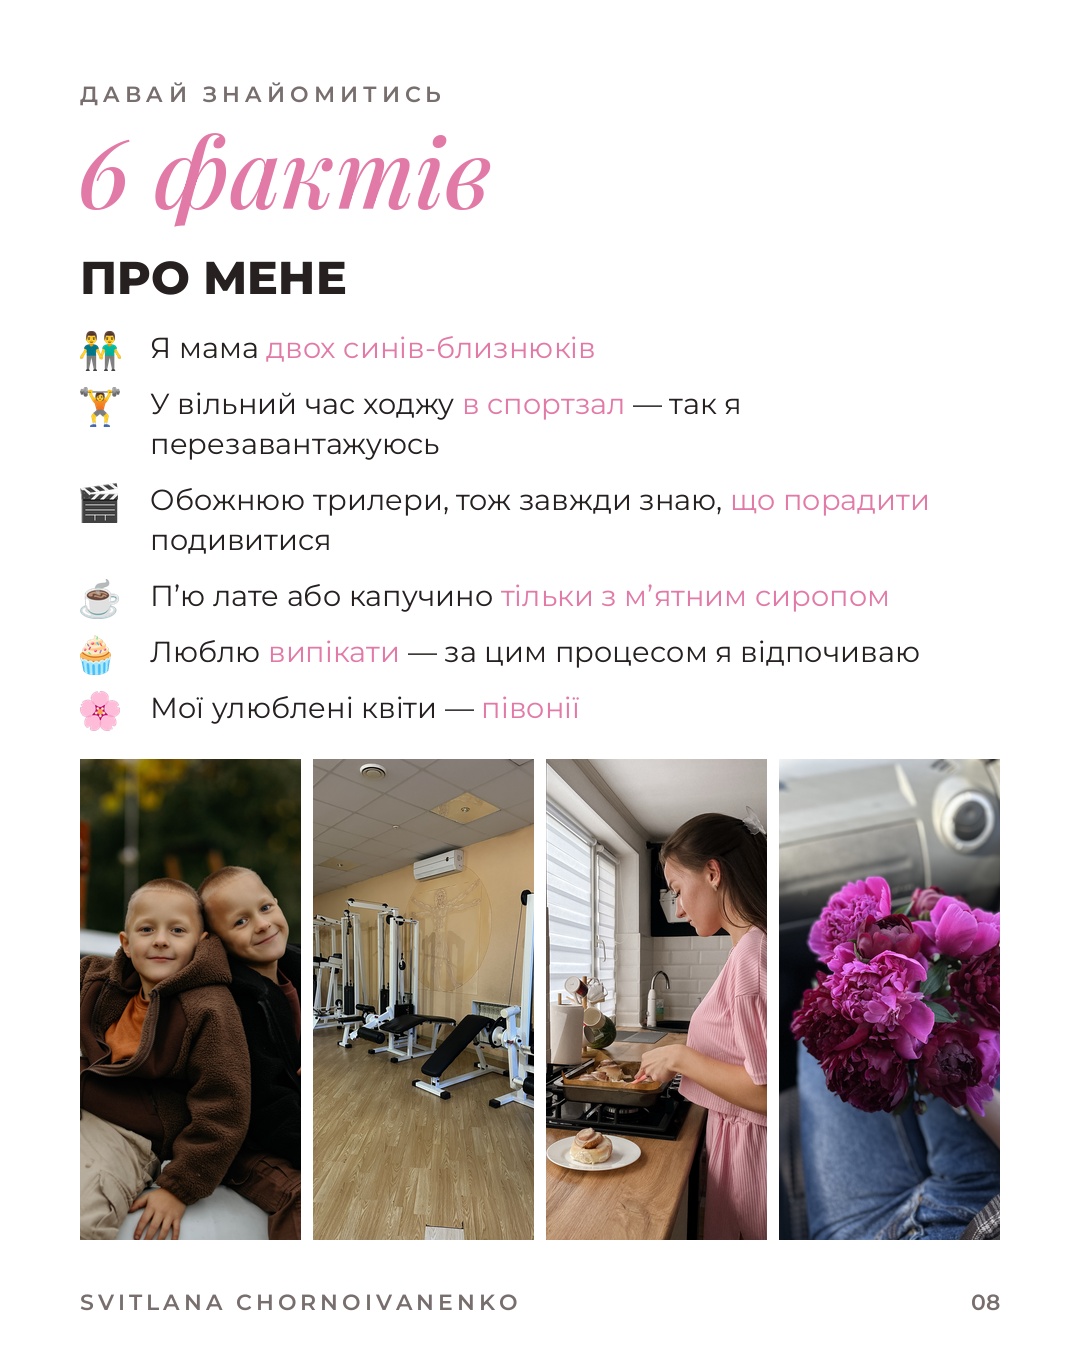 ДАВАЙ ЗНАЙОМИТИСЬ
6 фактів
ПРО МЕНЕ
Я мама двох синів-близнюків
У вільний час ходжу в спортзал — так я
перезавантажуюсь
Обожнюю трилери, тож завжди знаю, що порадити
подивитися
П’ю лате або капучино тільки з м’ятним сиропом
Люблю випікати — за цим процесом я відпочиваю
Мої улюблені квіти — півонії
SVITLANA CHORNOIVANENKO
08